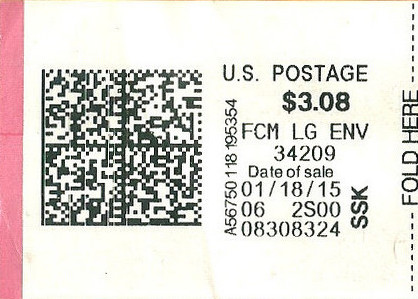 U.S. POSTAGE
$3.08
FCM LG ENV
34209
Date of sale
01/18/15
06 2S00
08308324
A56750 118 195354
SSK
FOLD HERE